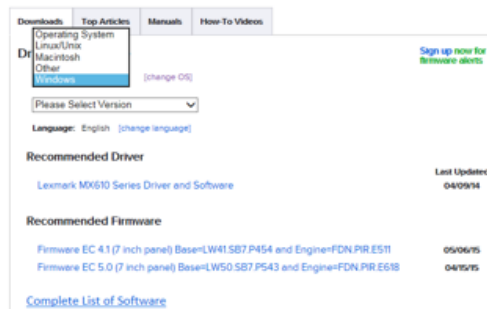 Downloads Top Articles Manuals How-To Videos
Operating System
Linux/Unix
Macintosh
Other
Windows
Dr
Sign up now for
firmware alerts
[change OS]
Please Select Version
Language: English [change language]
Recommended Driver
Last Updated
Lexmark MX610 Series Driver and Software 04/09/14
Recommended Firmware
Firmware EC 4.1 (7 inch panel) Base=LW41.SB7.P454 and Engine=FDN.PIR.E511 05/06/15
Firmware EC 5.0 (7 inch panel) Base=LW50.SB7.P543 and Engine=FDN.PIR.E618 04/15/15
Complete List of Software